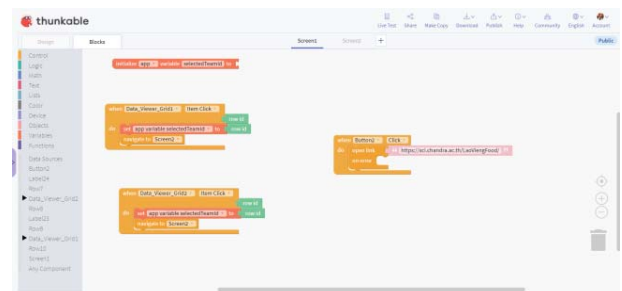 thunkable
Live Test Share Make Copy Download Publish Help Community English Account
Design Blocks Screen1 Screen2 + Public
Control
Logic
Math
Text
Lists
Color
Device
Objects
Variables
Functions
Data Sources
Button2
Label24
Row7
Data_Viewer_Grid2
Row8
Label23
Row9
Data_Viewer_Grid1
Row10
Screen1
Any Component
initialize app variable selectedTeamId to
when Data_Viewer_Grid1 Item Click
row id
do set app variable selectedTeamId to row id
navigate to Screen2
when Data_Viewer_Grid2 Item Click
row id
do set app variable selectedTeamId to row id
navigate to Screen2
when Button2 Click
do open link